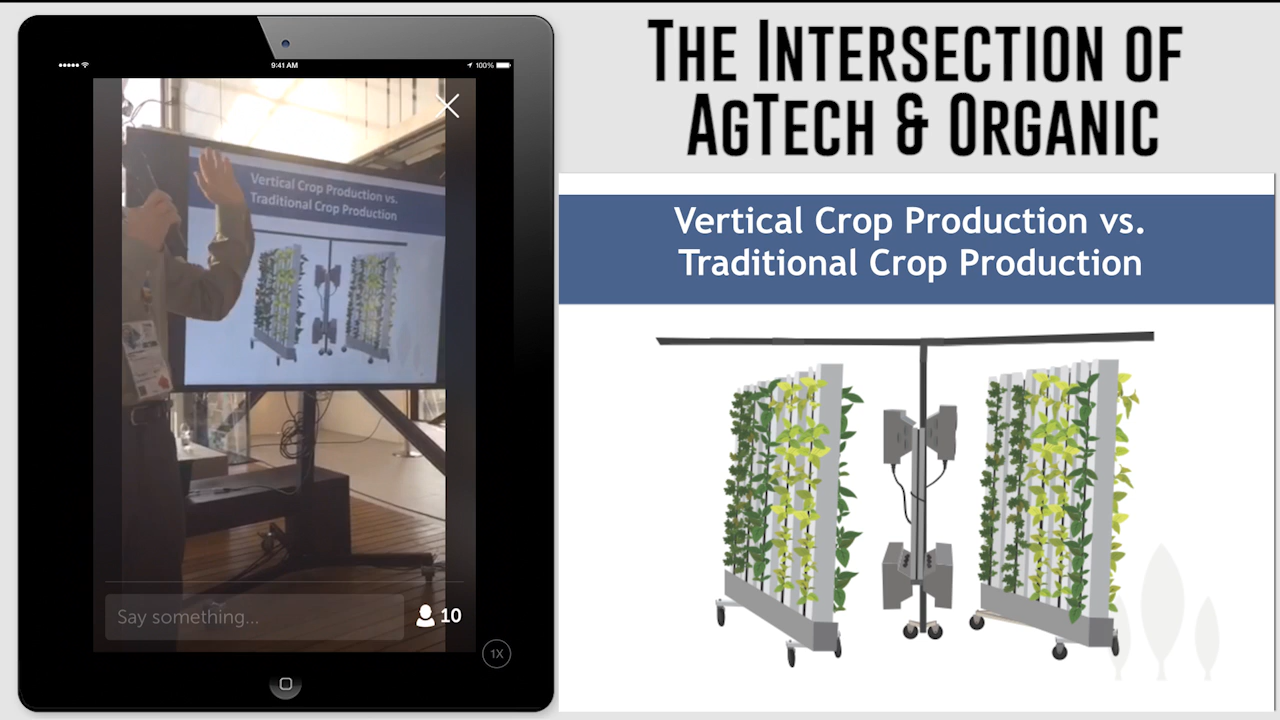 9:41 AM
100%
Vertical Crop Production vs.
Traditional Crop Production
Say something...
10
1X
THE INTERSECTION OF
AGTECH & ORGANIC
Vertical Crop Production vs.
Traditional Crop Production